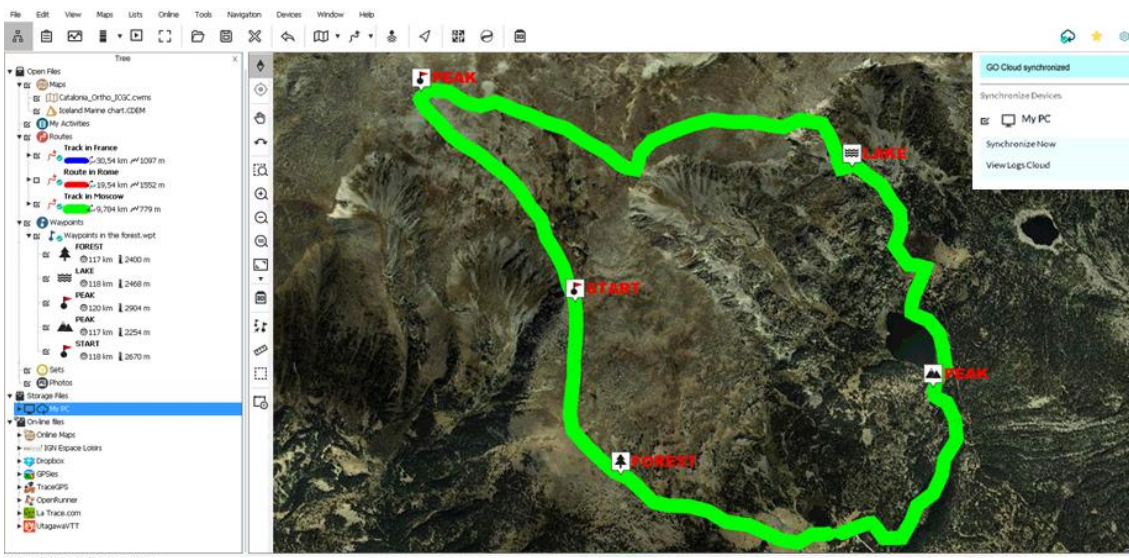 File Edit View Maps Lists Online Tools Navigation Devices Window Help
Tree X
Open Files
Maps
Catalonia_Ortho_ICGC.cwms
Iceland Marine chart.CDEM
My Activities
Routes
Track in France
30,54 km 1097 m
Route in Rome
19,54 km 1552 m
Track in Moscow
9,784 km 779 m
Waypoints
Waypoints in the forest.wpt
FOREST
117 km 2400 m
LAKE
118 km 2468 m
PEAK
120 km 2904 m
PEAK
117 km 2254 m
START
118 km 2670 m
Sets
Photos
Storage Files
My PC
On-line files
Online Maps
IGN Espace Loisirs
Dropbox
GPSies
TraceGPS
OpenRunner
La Trace.com
UtagawaVTT
PEAK
LAKE
START
PEAK
FOREST
GO Cloud synchronized
Synchronize Devices
My PC
Synchronize Now
View Logs Cloud